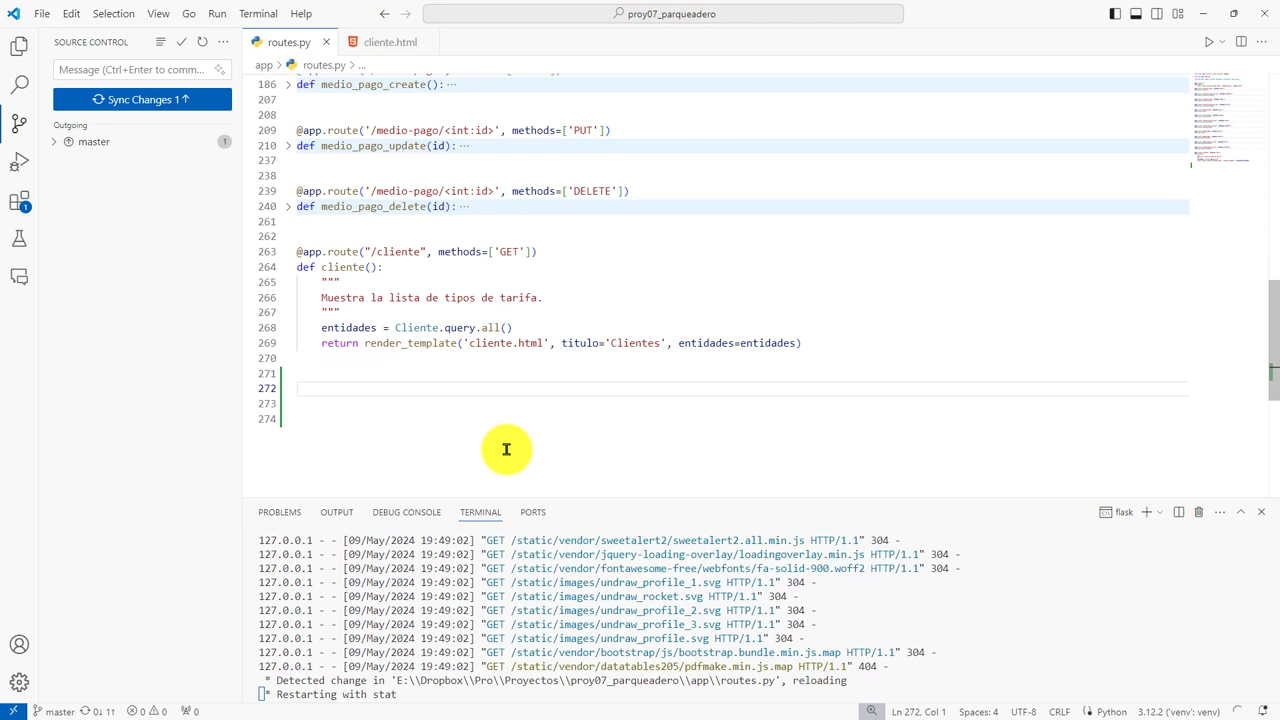 File Edit Selection View Go Run Terminal Help
proy07_parqueadero
SOURCE CONTROL
routes.py
cliente.html
app > routes.py > ...
Message (Ctrl+Enter to comm...
Sync Changes 1↑
Outgoing
master 1
186 def medio_pago_create(): ···
207
208
209 @app.route('/medio-pago/<int:id>', methods=['PUT'])
210 def medio_pago_update(id): ···
237
238
239 @app.route('/medio-pago/<int:id>', methods=['DELETE'])
240 def medio_pago_delete(id): ···
261
262
263 @app.route("/cliente", methods=['GET'])
264 def cliente():
265 """
266 Muestra la lista de tipos de tarifa.
267 """
268 entidades = Cliente.query.all()
269 return render_template('cliente.html', titulo='Clientes', entidades=entidades)
270
271
272
273
274
1
PROBLEMS OUTPUT DEBUG CONSOLE TERMINAL PORTS
flask
127.0.0.1 - - [09/May/2024 19:49:02] "GET /static/vendor/sweetalert2/sweetalert2.all.min.js HTTP/1.1" 304 -
127.0.0.1 - - [09/May/2024 19:49:02] "GET /static/vendor/jquery-loading-overlay/loadingoverlay.min.js HTTP/1.1" 304 -
127.0.0.1 - - [09/May/2024 19:49:02] "GET /static/vendor/fontawesome-free/webfonts/fa-solid-900.woff2 HTTP/1.1" 304 -
127.0.0.1 - - [09/May/2024 19:49:02] "GET /static/images/undraw_profile_1.svg HTTP/1.1" 304 -
127.0.0.1 - - [09/May/2024 19:49:02] "GET /static/images/undraw_rocket.svg HTTP/1.1" 304 -
127.0.0.1 - - [09/May/2024 19:49:02] "GET /static/images/undraw_profile_2.svg HTTP/1.1" 304 -
127.0.0.1 - - [09/May/2024 19:49:02] "GET /static/images/undraw_profile_3.svg HTTP/1.1" 304 -
127.0.0.1 - - [09/May/2024 19:49:02] "GET /static/images/undraw_profile.svg HTTP/1.1" 304 -
127.0.0.1 - - [09/May/2024 19:49:02] "GET /static/vendor/bootstrap/js/bootstrap.bundle.min.js.map HTTP/1.1" 304 -
127.0.0.1 - - [09/May/2024 19:49:02] "GET /static/vendor/datatables205/pdfmake.min.js.map HTTP/1.1" 404 -
* Detected change in 'E:\\Dropbox\\Pro\\Proyectos\\proy07_parqueadero\\app\\routes.py', reloading
* Restarting with stat
master 0↓ 1↑ 0 0 0
Ln 272, Col 1 Spaces: 4 UTF-8 CRLF Python 3.12.2 ('venv': venv)